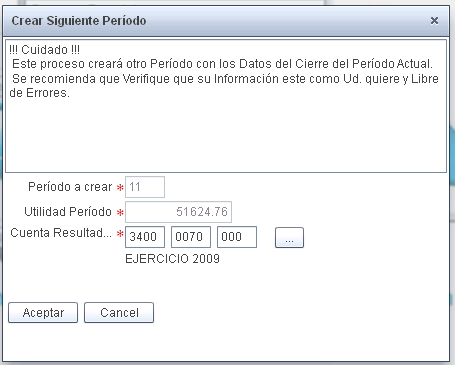 Crear Siguiente Período ×
!!! Cuidado !!!
Este proceso creará otro Período con los Datos del Cierre del Período Actual.
Se recomienda que Verifique que su Información este como Ud. quiere y Libre
de Errores.
Período a crear * 11
Utilidad Período * 51624.76
Cuenta Resultad... * 3400 0070 000 ...
EJERCICIO 2009
Aceptar Cancel